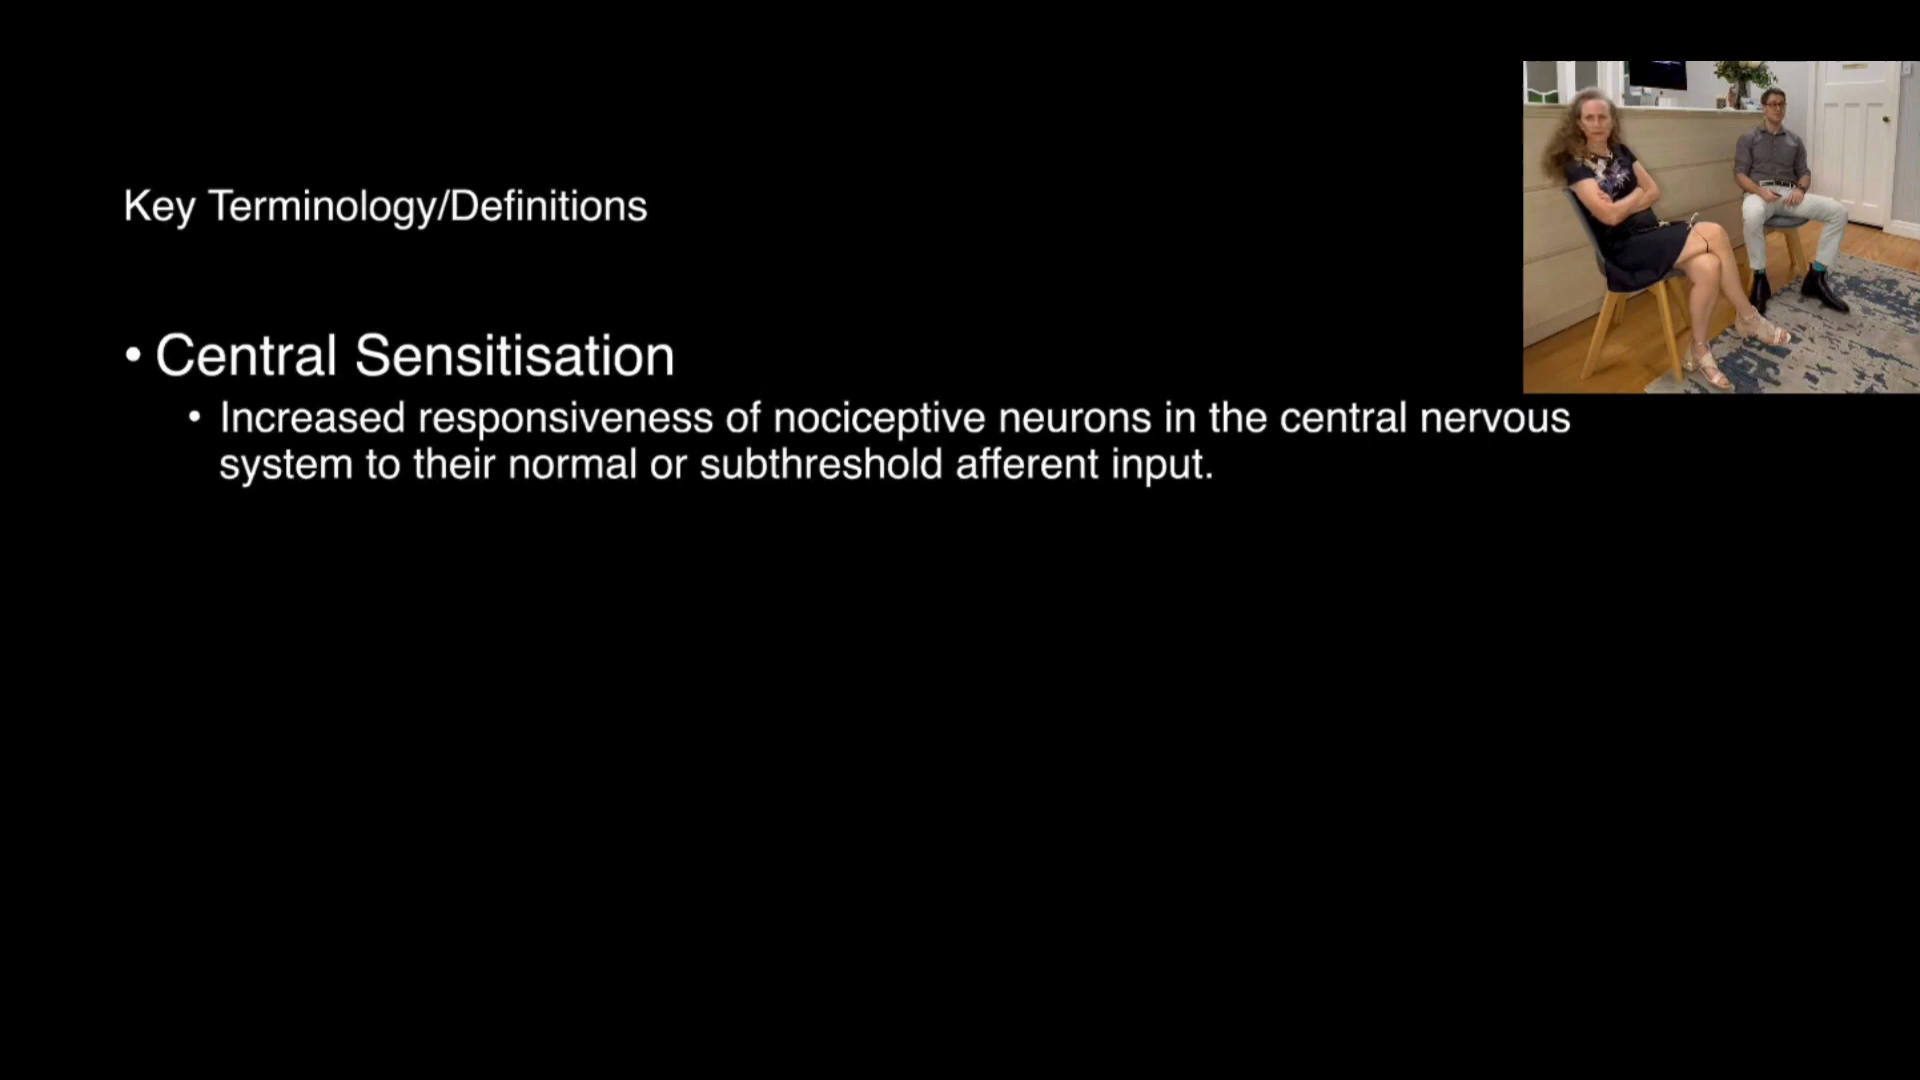 Key Terminology/Definitions
• Central Sensitisation
• Increased responsiveness of nociceptive neurons in the central nervous
system to their normal or subthreshold afferent input.